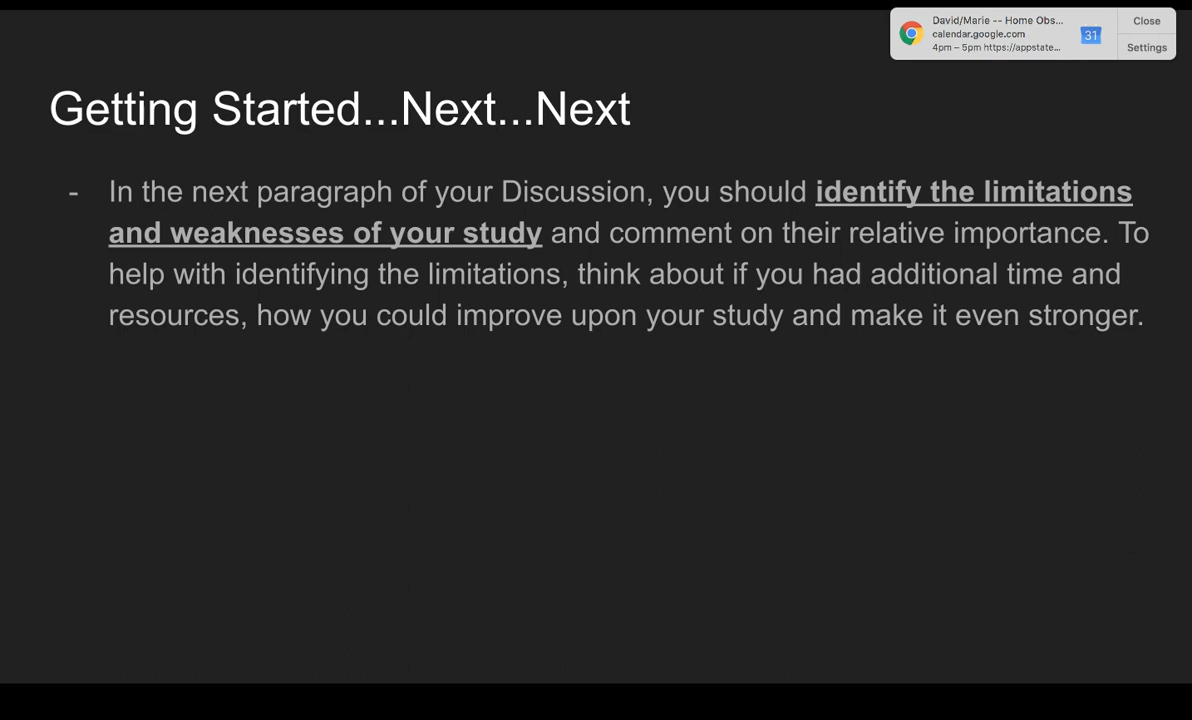 David/Marie -- Home Obs...
calendar.google.com
4pm – 5pm https://appstate...
31
Close
Settings
Getting Started...Next...Next
- In the next paragraph of your Discussion, you should identify the limitations
and weaknesses of your study and comment on their relative importance. To
help with identifying the limitations, think about if you had additional time and
resources, how you could improve upon your study and make it even stronger.